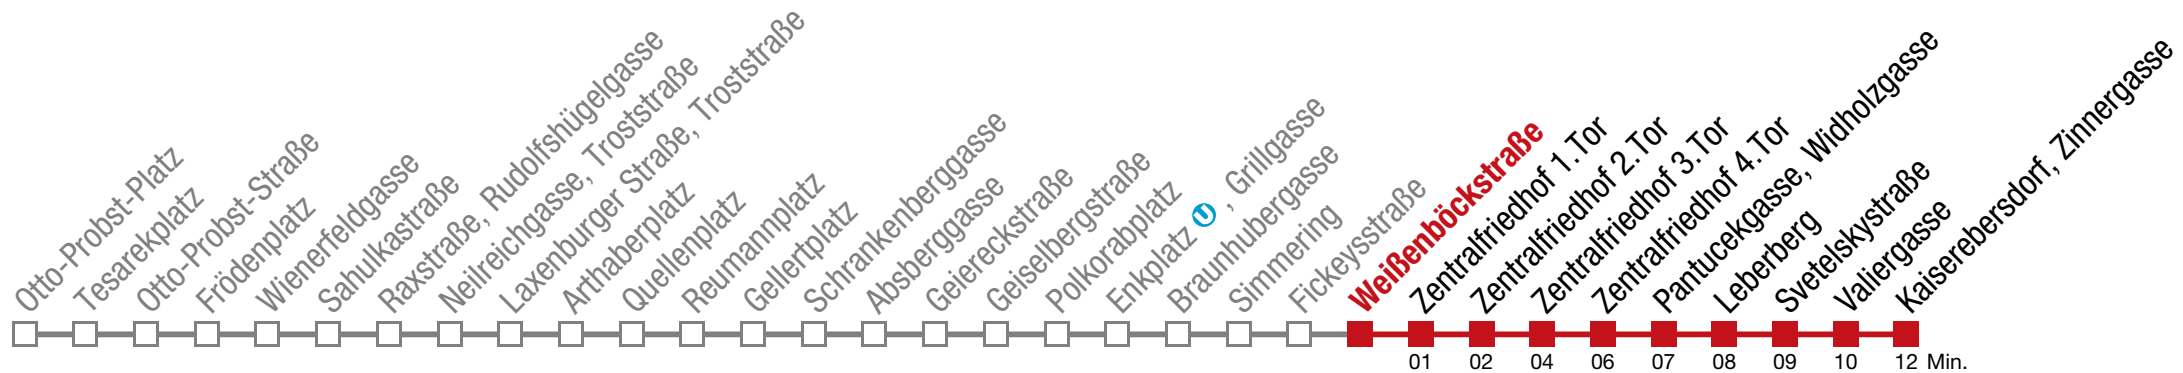 Otto-Probst-Platz
Tesarekplatz
Otto-Probst-Straße
Frödenplatz
Wienerfeldgasse
Sahulkastraße
Raxstraße, Rudolfshügelgasse
Neilreichgasse, Troststraße
Laxenburger Straße, Troststraße
Arthaberplatz
Quellenplatz
Reumannplatz
Gellertplatz
Schrankenberggasse
Absberggasse
Geiereckstraße
Geiselbergstraße
Polkorabplatz
Enkplatz U, Grillgasse
Braunhubergasse
Simmering
Fickeysstraße
Weißenböckstraße
Zentralfriedhof 1.Tor
Zentralfriedhof 2.Tor
Zentralfriedhof 3.Tor
Zentralfriedhof 4.Tor
Pantucekgasse, Widholzgasse
Leberberg
Svetelskystraße
Valiergasse
Kaiserebersdorf, Zinnergasse
01 02 04 06 07 08 09 10 12 Min.